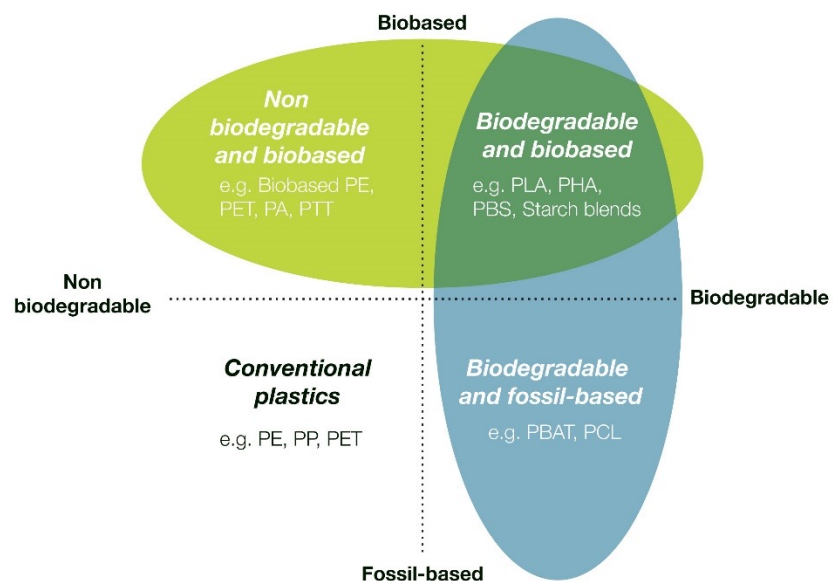 Biobased
Non
biodegradable
and biobased
e.g. Biobased PE,
PET, PA, PTT
Biodegradable
and biobased
e.g. PLA, PHA,
PBS, Starch blends
Non
biodegradable
Biodegradable
Conventional
plastics
e.g. PE, PP, PET
Biodegradable
and fossil-based
e.g. PBAT, PCL
Fossil-based